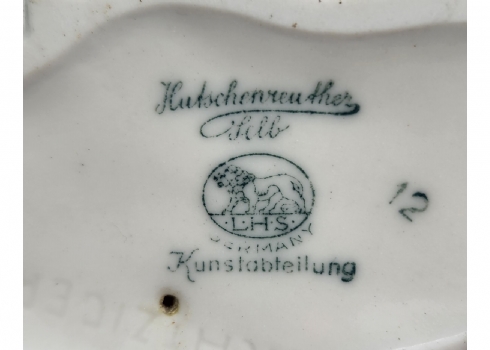 Hutschenreuther
Selb
L.H.S.
GERMANY
Kunstabteilung
12